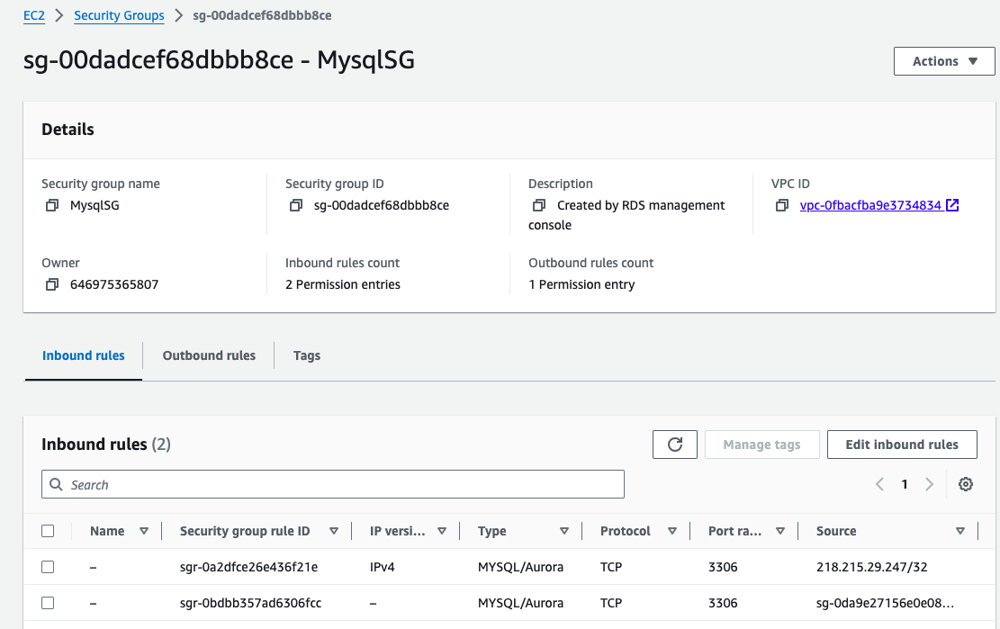 EC2 > Security Groups > sg-00dadcef68dbbb8ce
sg-00dadcef68dbbb8ce - MysqlSG
Actions
Details
Security group name
MysqlSG
Security group ID
sg-00dadcef68dbbb8ce
Description
Created by RDS management
console
VPC ID
vpc-0fbacfba9e3734834
Owner
646975365807
Inbound rules count
2 Permission entries
Outbound rules count
1 Permission entry
Inbound rules Outbound rules Tags
Inbound rules (2)
Manage tags Edit inbound rules
Search
1
Name Security group rule ID IP versi... Type Protocol Port ra... Source
– sgr-0a2dfce26e436f21e IPv4 MYSQL/Aurora TCP 3306 218.215.29.247/32
– sgr-0bdbb357ad6306fcc – MYSQL/Aurora TCP 3306 sg-0da9e27156e0e08...